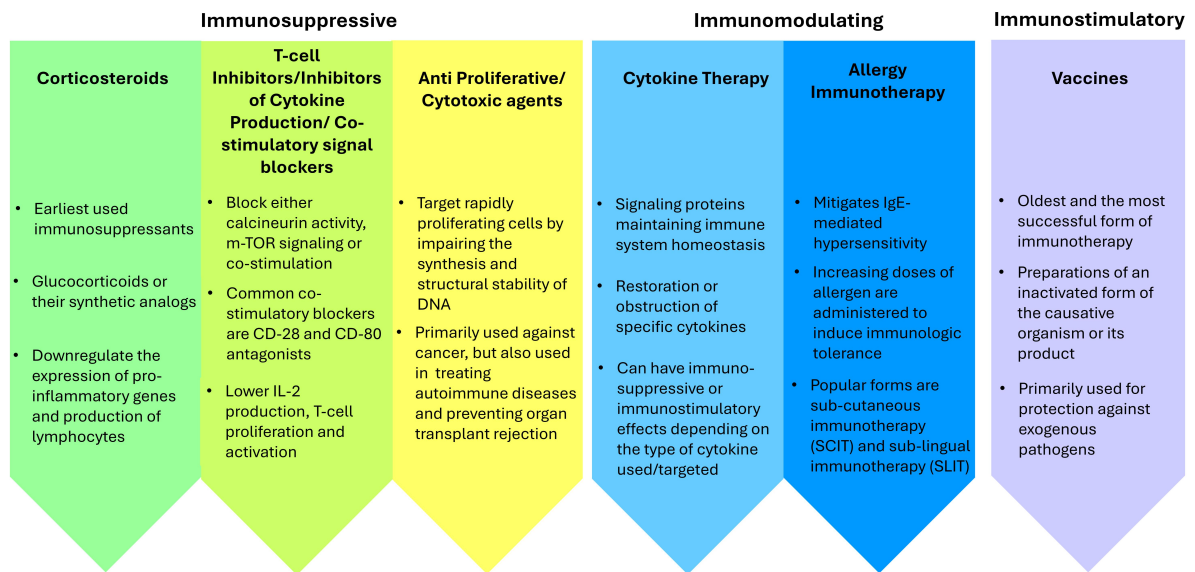 Immunosuppressive
Immunomodulating
Immunostimulatory
Corticosteroids
• Earliest used
immunosuppressants
• Glucocorticoids or
their synthetic analogs
• Downregulate the
expression of pro-
inflammatory genes
and production of
lymphocytes
T-cell
Inhibitors/Inhibitors
of Cytokine
Production/ Co-
stimulatory signal
blockers
• Block either
calcineurin activity,
m-TOR signaling or
co-stimulation
• Common co-
stimulatory blockers
are CD-28 and CD-80
antagonists
• Lower IL-2
production, T-cell
proliferation and
activation
Anti Proliferative/
Cytotoxic agents
• Target rapidly
proliferating cells by
impairing the
synthesis and
structural stability of
DNA
• Primarily used against
cancer, but also used
in treating
autoimmune diseases
and preventing organ
transplant rejection
Cytokine Therapy
• Signaling proteins
maintaining immune
system homeostasis
• Restoration or
obstruction of
specific cytokines
• Can have immuno-
suppressive or
immunostimulatory
effects depending on
the type of cytokine
used/targeted
Allergy
Immunotherapy
• Mitigates IgE-
mediated
hypersensitivity
• Increasing doses of
allergen are
administered to
induce immunologic
tolerance
• Popular forms are
sub-cutaneous
immunotherapy
(SCIT) and sub-lingual
immunotherapy (SLIT)
Vaccines
• Oldest and the most
successful form of
immunotherapy
• Preparations of an
inactivated form of
the causative
organism or its
product
• Primarily used for
protection against
exogenous
pathogens